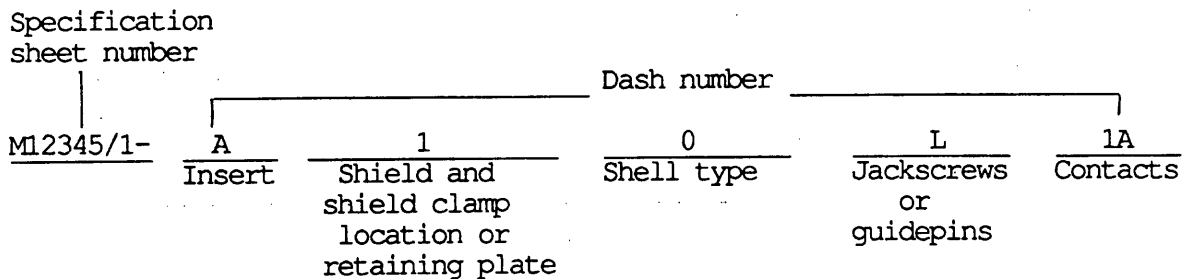 Specification
sheet number
Dash number
M12345/1- A 1 0 L 1A
Insert Shield and Shell type Jackscrews Contacts
shield clamp or
location or guidepins
retaining plate